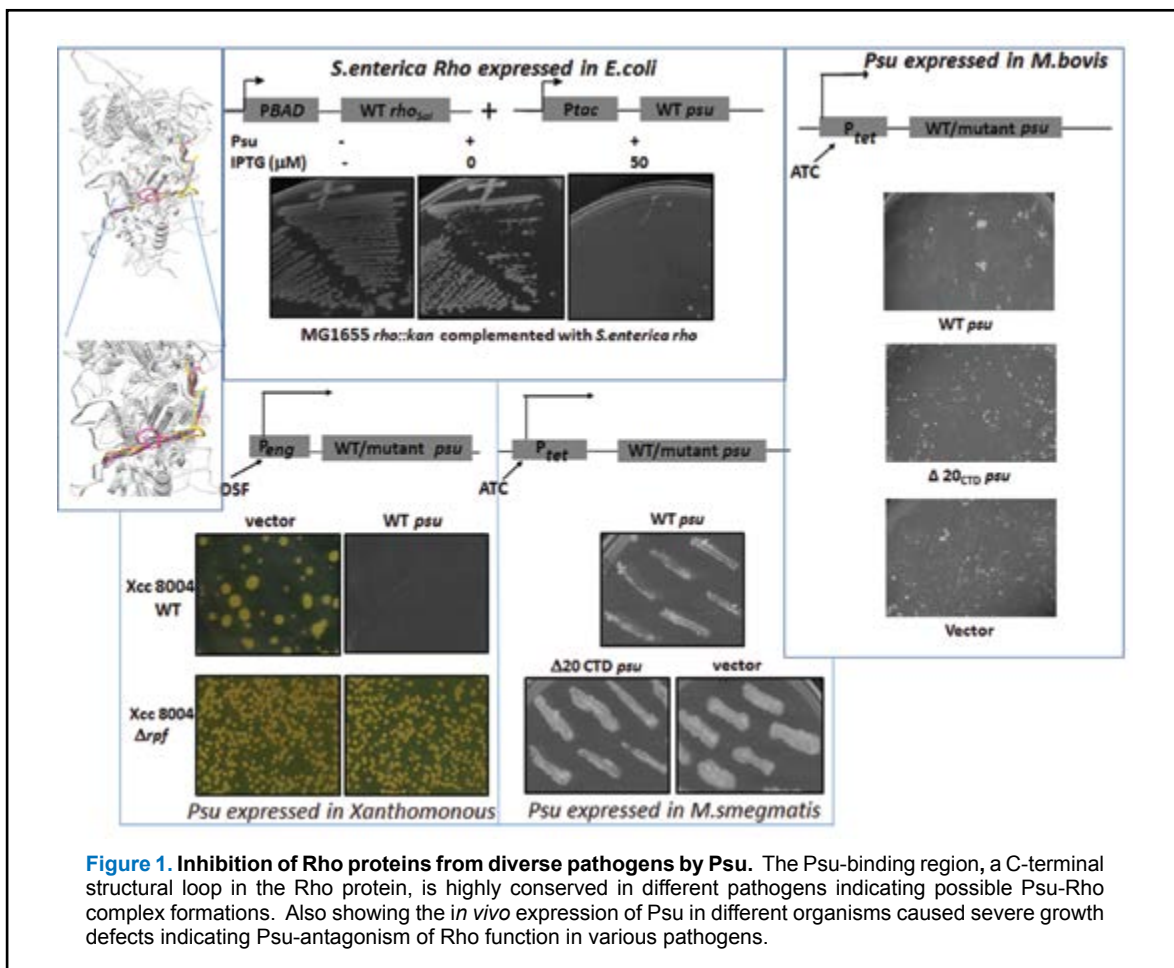 S.enterica Rho expressed in E.coli
PBAD WT rhoSal + Ptac WT psu
Psu - + +
IPTG (μM) - 0 50
MG1655 rho::kan complemented with S.enterica rho
Psu expressed in M.bovis
Ptet WT/mutant psu
ATC
WT psu
Δ 20CTD psu
Vector
Peng WT/mutant psu
DSF
vector WT psu
Xcc 8004
WT
Xcc 8004
Δrpf
Psu expressed in Xanthomonous
Ptet WT/mutant psu
ATC
WT psu
Δ20 CTD psu vector
Psu expressed in M.smegmatis
Figure 1. Inhibition of Rho proteins from diverse pathogens by Psu. The Psu-binding region, a C-terminal
structural loop in the Rho protein, is highly conserved in different pathogens indicating possible Psu-Rho
complex formations. Also showing the in vivo expression of Psu in different organisms caused severe growth
defects indicating Psu-antagonism of Rho function in various pathogens.